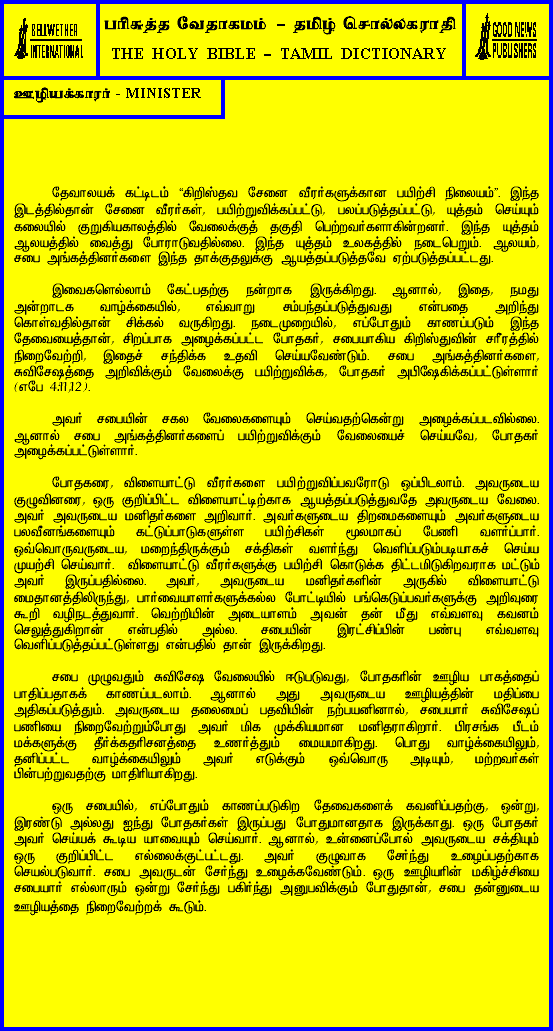 BELLWETHER
INTERNATIONAL
பரிசுத்த வேதாகமம் – தமிழ் சொல்லகராதி
THE HOLY BIBLE – TAMIL DICTIONARY
GOOD NEWS
PUBLISHERS
ஊழியக்காரர் - MINISTER
தேவாலயக் கட்டிடம் “கிறிஸ்தவ சேனை வீரர்களுக்கான பயிற்சி நிலையம்”. இந்த
இடத்தில்தான் சேனை வீரர்கள், பயிற்றுவிக்கப்பட்டு, பலப்படுத்தப்பட்டு, யுத்தம் செய்யும்
கலையில் குறுகியகாலத்தில் வேலைக்குத் தகுதி பெற்றவர்களாகின்றனர். இந்த யுத்தம்
ஆலயத்தில் வைத்து போராடுவதில்லை. இந்த யுத்தம் உலகத்தில் நடைபெறும். ஆலயம்,
சபை அங்கத்தினர்களை இந்த தாக்குதலுக்கு ஆயத்தப்படுத்தவே ஏற்படுத்தப்பட்டது.
இவைகளெல்லாம் கேட்பதற்கு நன்றாக இருக்கிறது. ஆனால், இதை, நமது
அன்றாடக வாழ்க்கையில், எவ்வாறு சம்பந்தப்படுத்துவது என்பதை அறிந்து
கொள்வதில்தான் சிக்கல் வருகிறது. நடைமுறையில், எப்போதும் காணப்படும் இந்த
தேவையைத்தான், சிறப்பாக அழைக்கப்பட்ட போதகர், சபையாகிய கிறிஸ்துவின் சரீரத்தில்
நிறைவேற்றி, இதைச் சந்திக்க உதவி செய்யவேண்டும். சபை அங்கத்தினர்களை,
சுவிசேஷத்தை அறிவிக்கும் வேலைக்கு பயிற்றுவிக்க, போதகர் அபிஷேகிக்கப்பட்டுள்ளார்
(எபே 4:11,12).
அவர் சபையின் சகல வேலைகளையும் செய்வதற்கென்று அழைக்கப்படவில்லை.
ஆனால் சபை அங்கத்தினர்களைப் பயிற்றுவிக்கும் வேலையைச் செய்யவே, போதகர்
அழைக்கப்பட்டுள்ளார்.
போதகரை, விளையாட்டு வீரர்களை பயிற்றுவிப்பவரோடு ஒப்பிடலாம். அவருடைய
குழுவினரை, ஒரு குறிப்பிட்ட விளையாட்டிற்காக ஆயத்தப்படுத்துவதே அவருடைய வேலை.
அவர் அவருடைய மனிதர்களை அறிவார். அவர்களுடைய திறமைகளையும் அவர்களுடைய
பலவீனங்களையும் கட்டுப்பாடுகளுள்ள பயிற்சிகள் மூலமாகப் பேணி வளர்ப்பார்.
ஒவ்வொருவருடைய, மறைந்திருக்கும் சக்திகள் வளர்ந்து வெளிப்படும்படியாகச் செய்ய
முயற்சி செய்வார். விளையாட்டு வீரர்களுக்கு பயிற்சி கொடுக்க திட்டமிடுகிறவராக மட்டும்
அவர் இருப்பதில்லை. அவர், அவருடைய மனிதர்களின் அருகில் விளையாட்டு
மைதானத்திலிருந்து, பார்வையாளர்களுக்கல்ல போட்டியில் பங்கெடுப்பவர்களுக்கு அறிவுரை
கூறி வழிநடத்துவார். வெற்றியின் அடையாளம் அவன் தன் மீது எவ்வளவு கவனம்
செலுத்துகிறான் என்பதில் அல்ல. சபையின் இரட்சிப்பின் பண்பு எவ்வளவு
வெளிப்படுத்தப்பட்டுள்ளது என்பதில் தான் இருக்கிறது.
சபை முழுவதும் சுவிசேஷ வேலையில் ஈடுபடுவது, போதகரின் ஊழிய பாகத்தைப்
பாதிப்பதாகக் காணப்படலாம். ஆனால் அது அவருடைய ஊழியத்தின் மதிப்பை
அதிகப்படுத்தும். அவருடைய தலைமைப் பதவியின் நற்பயனினால், சபையார் சுவிசேஷப்
பணியை நிறைவேற்றும்போது அவர் மிக முக்கியமான மனிதராகிறார். பிரசங்க பீடம்
மக்களுக்கு தீர்க்கதரிசனத்தை உணர்த்தும் மையமாகிறது. பொது வாழ்க்கையிலும்,
தனிப்பட்ட வாழ்க்கையிலும் அவர் எடுக்கும் ஒவ்வொரு அடியும், மற்றவர்கள்
பின்பற்றுவதற்கு மாதிரியாகிறது.
ஒரு சபையில், எப்போதும் காணப்படுகிற தேவைகளைக் கவனிப்பதற்கு, ஒன்று,
இரண்டு அல்லது ஐந்து போதகர்கள் இருப்பது போதுமானதாக இருக்காது. ஒரு போதகர்
அவர் செய்யக் கூடிய யாவையும் செய்வார். ஆனால், உன்னைப்போல் அவருடைய சக்தியும்
ஒரு குறிப்பிட்ட எல்லைக்குட்பட்டது. அவர் குழுவாக சேர்ந்து உழைப்பதற்காக
செயல்படுவார். சபை அவருடன் சேர்ந்து உழைக்கவேண்டும். ஒரு ஊழியரின் மகிழ்ச்சியை
சபையார் எல்லாரும் ஒன்று சேர்ந்து பகிர்ந்து அனுபவிக்கும் போதுதான், சபை தன்னுடைய
ஊழியத்தை நிறைவேற்றக் கூடும்.